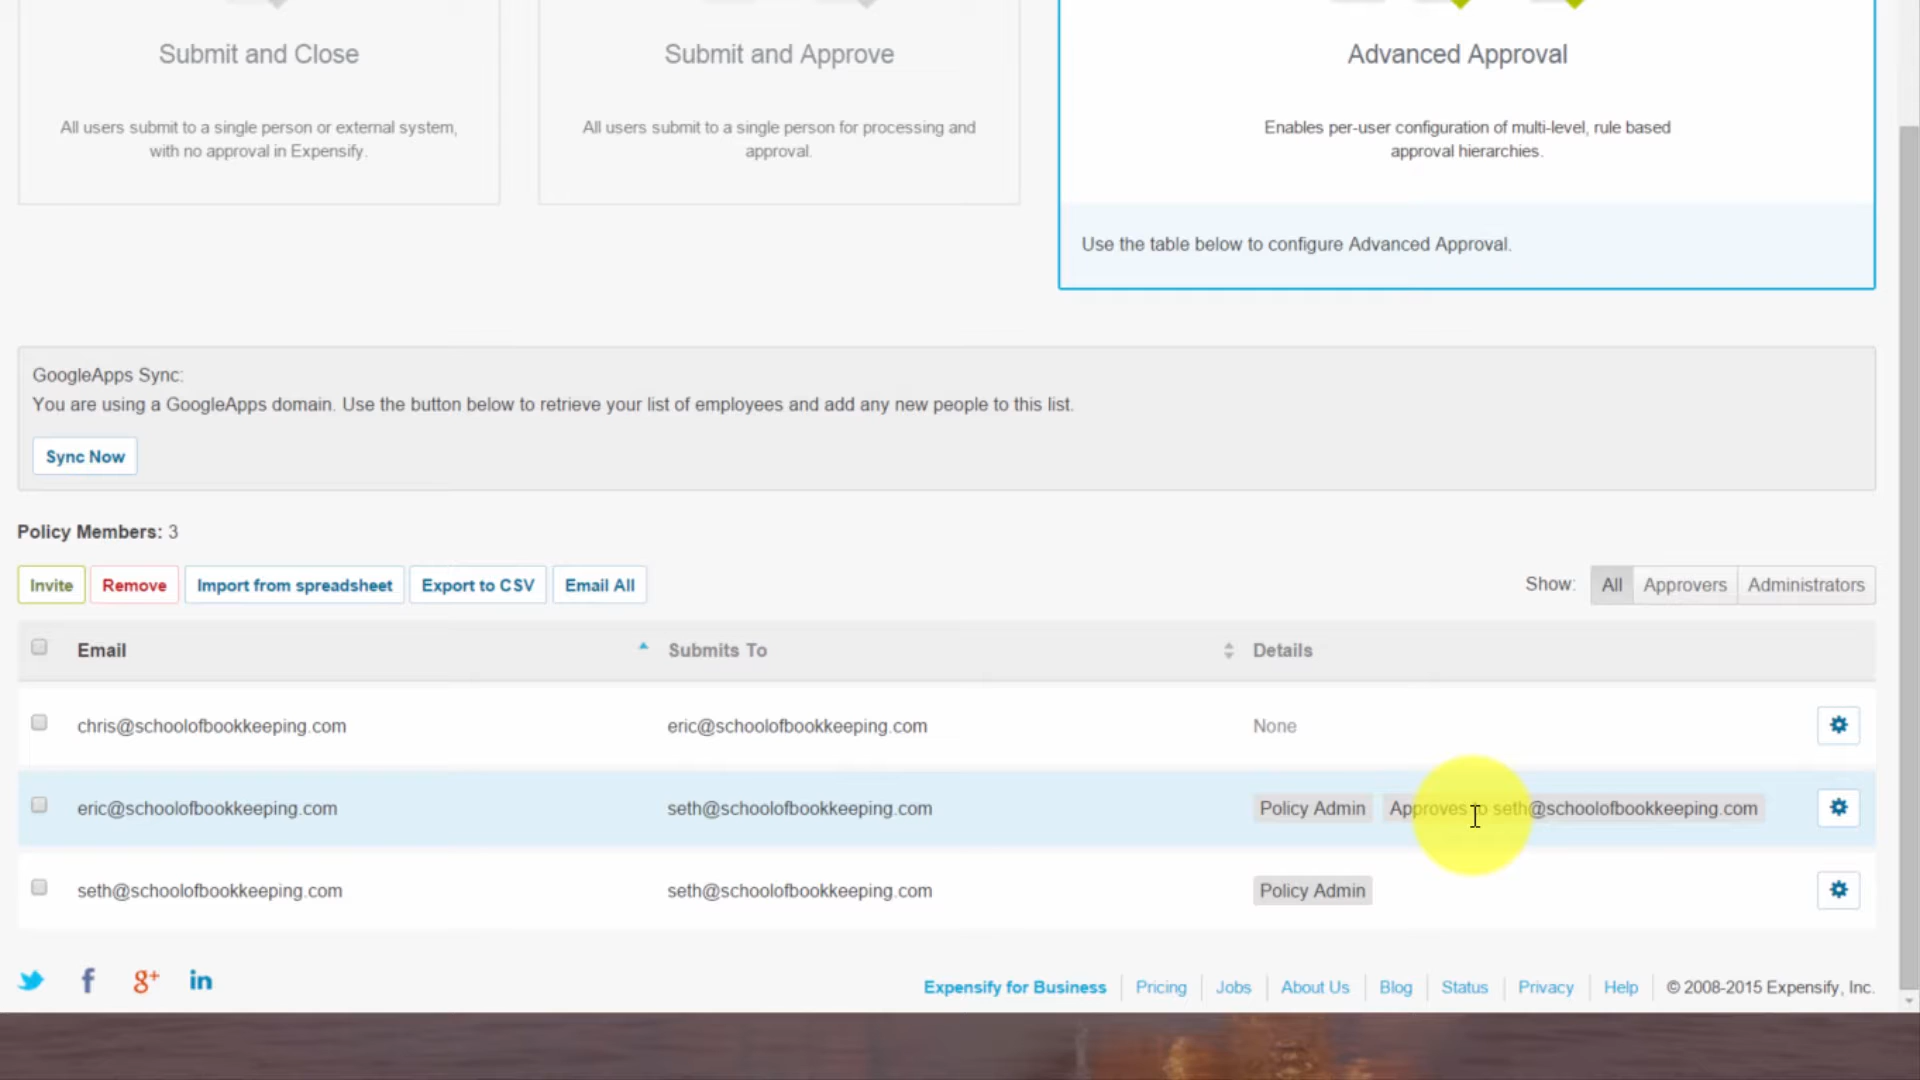 Submit and Close
All users submit to a single person or external system,
with no approval in Expensify.
Submit and Approve
All users submit to a single person for processing and
approval.
Advanced Approval
Enables per-user configuration of multi-level, rule based
approval hierarchies.
Use the table below to configure Advanced Approval.
GoogleApps Sync:
You are using a GoogleApps domain. Use the button below to retrieve your list of employees and add any new people to this list.
Sync Now
Policy Members: 3
Invite Remove Import from spreadsheet Export to CSV Email All Show: All Approvers Administrators
Email Submits To Details
chris@schoolofbookkeeping.com eric@schoolofbookkeeping.com None
eric@schoolofbookkeeping.com seth@schoolofbookkeeping.com Policy Admin Approves to seth@schoolofbookkeeping.com
seth@schoolofbookkeeping.com seth@schoolofbookkeeping.com Policy Admin
f g+ in Expensify for Business Pricing Jobs About Us Blog Status Privacy Help © 2008-2015 Expensify, Inc.